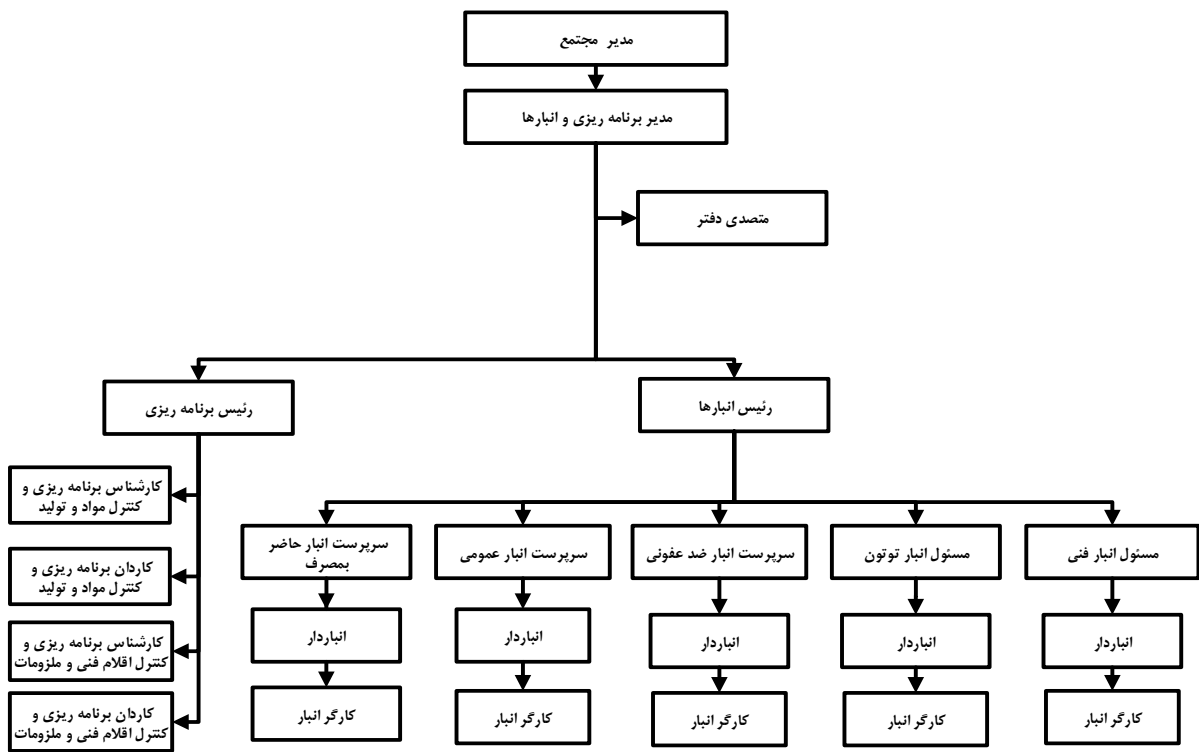 مدیر مجتمع
مدیر برنامه ریزی و انبارها
متصدی دفتر
رئیس انبارها
رئیس برنامه ریزی
مسئول انبار فنی
انباردار
کارگر انبار
مسئول انبار توتون
انباردار
کارگر انبار
سرپرست انبار ضد عفونی
انباردار
کارگر انبار
سرپرست انبار عمومی
انباردار
کارگر انبار
سرپرست انبار حاضر
بمصرف
انباردار
کارگر انبار
کارشناس برنامه ریزی و
کنترل مواد و تولید
کاردان برنامه ریزی و
کنترل مواد و تولید
کارشناس برنامه ریزی و
کنترل اقلام فنی و ملزومات
کاردان برنامه ریزی و
کنترل اقلام فنی و ملزومات